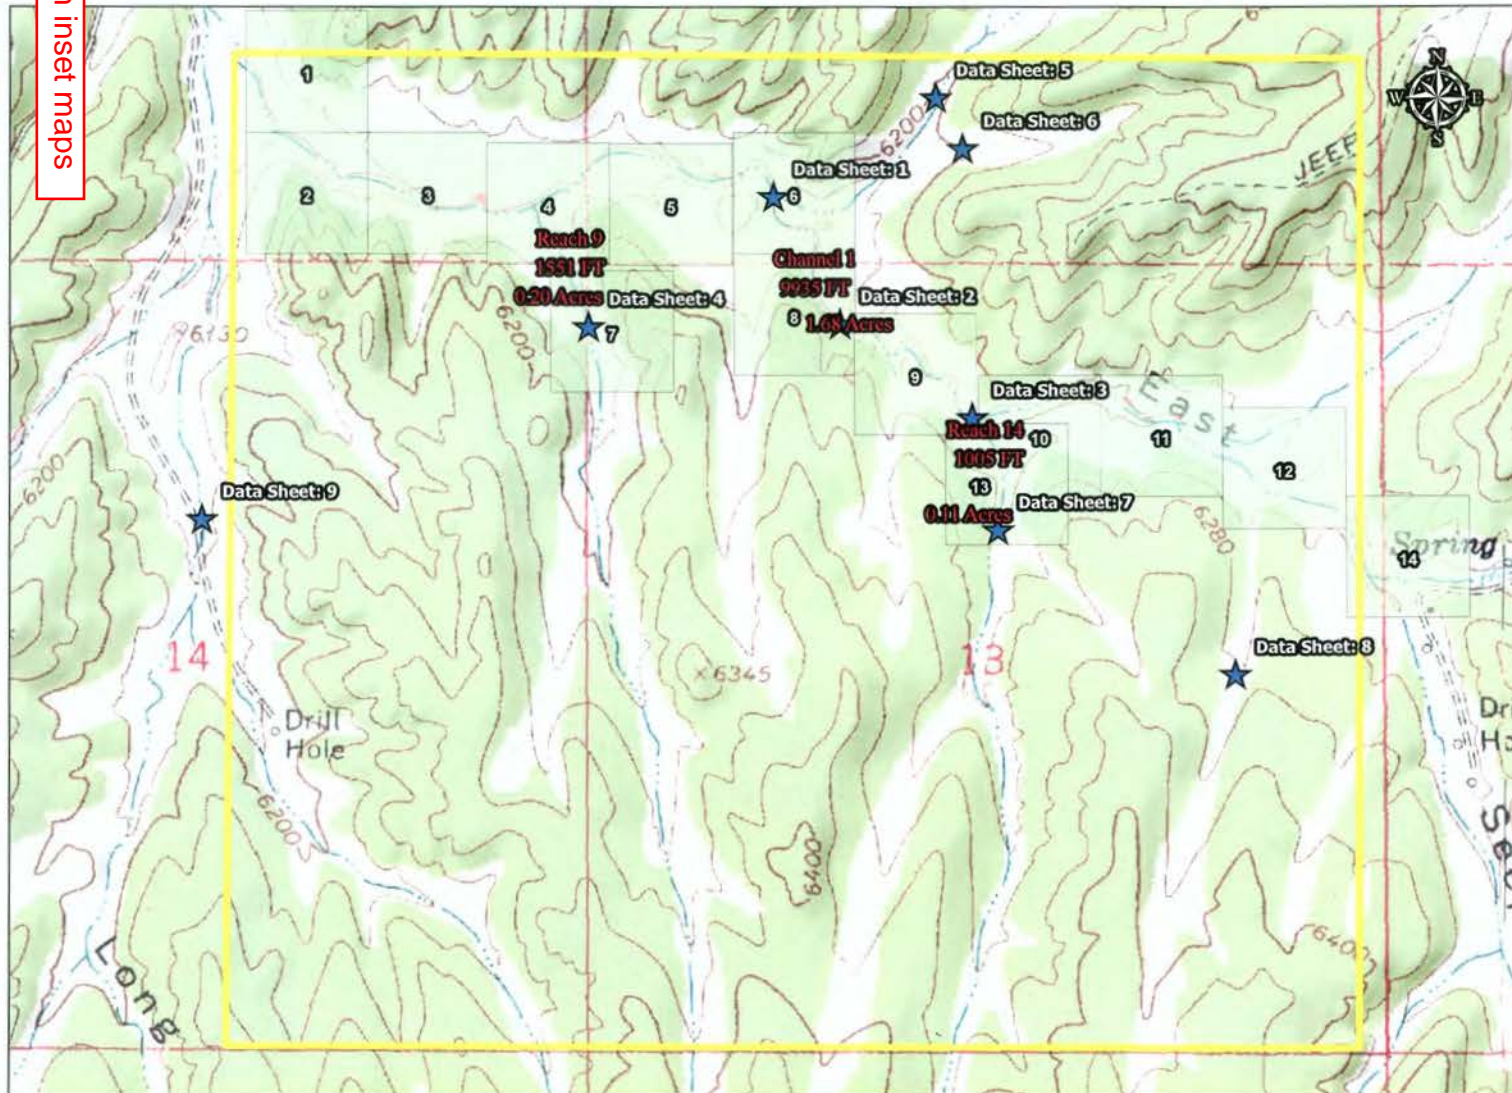 n inset maps
N
W E
S
Data Sheet: 5
6200
Data Sheet: 6
JEEP
1
2
3
4
5
6
Data Sheet: 1
Reach 9
1551 FT
0.20 Acres
Data Sheet: 4
7
Channel 1
9935 FT
8
1.68 Acres
Data Sheet: 2
6130
6200
9
Data Sheet: 3
East
Reach 14
1005 FT
10
11
12
13
0.11 Acres
Data Sheet: 7
6200
Data Sheet: 9
6280
Spring
14
14
13
×6345
Data Sheet: 8
Drill
Hole
Dr
6200
6400
6400
Long